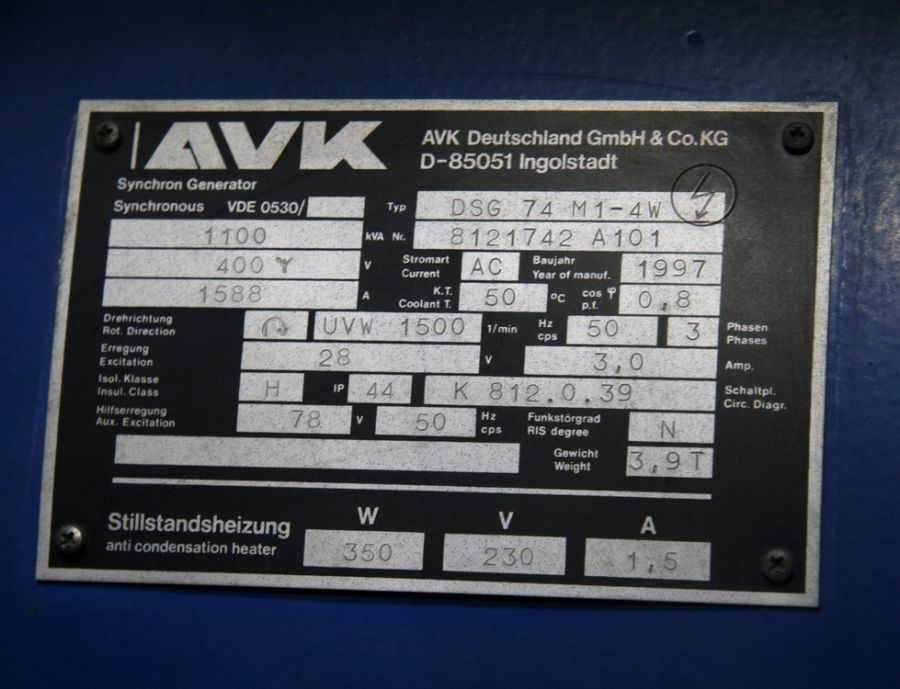 AVK
AVK Deutschland GmbH & Co. KG
D-85051 Ingolstadt
Synchron Generator
Synchronous VDE 0530/ Typ DSG 74 M1-4W
1100 kVA Nr. 8121742 A101
400 Y V Stromart Current AC Baujahr Year of manuf. 1997
1588 A K.T. Coolant T. 50 °C cos φ p.f. 0,8
Drehrichtung Rot. Direction UVW 1500 1/min Hz cps 50 3 Phasen Phases
Erregung Excitation 28 V 3,0 Amp.
Isol. Klasse Insul. Class H IP 44 K 812.0.39 Schaltpl. Circ. Diagr.
Hilfserregung Aux. Excitation 78 V 50 Hz cps Funkstörgrad RIS degree N
Gewicht Weight 3,9T
W V A
Stillstandsheizung
anti condensation heater 350 230 1,5